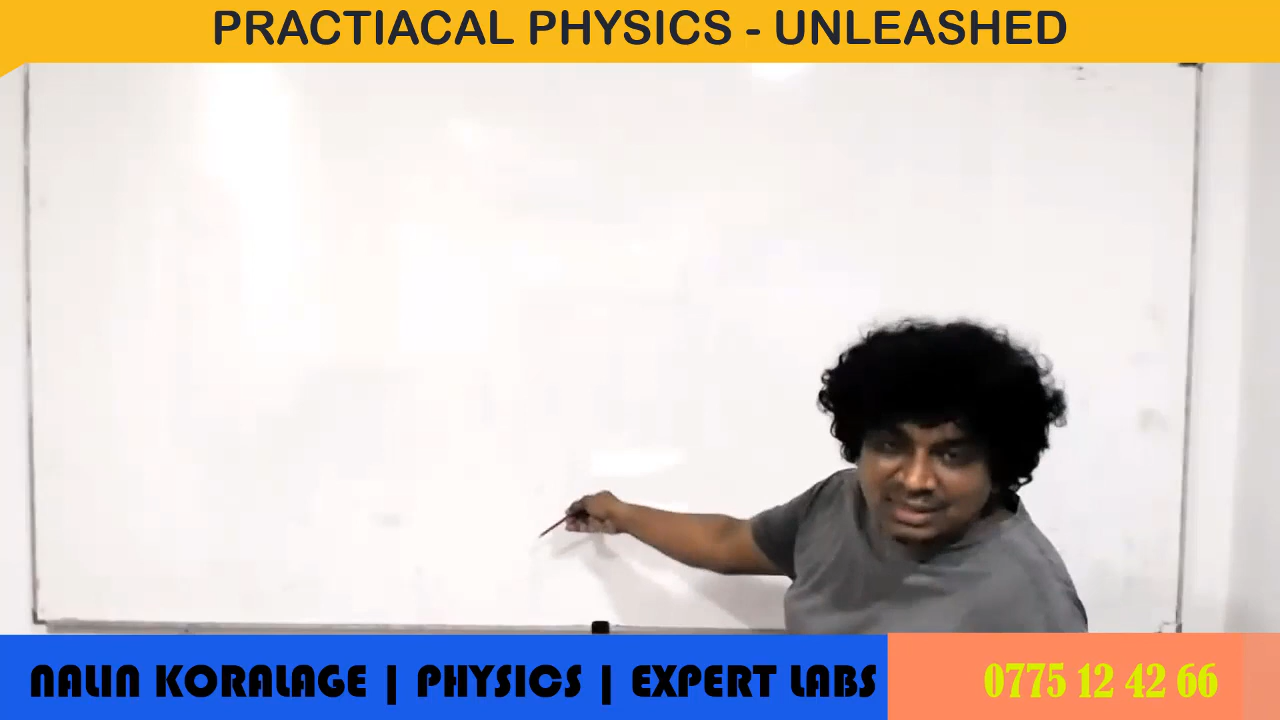 PRACTIACAL PHYSICS - UNLEASHED
NALIN KORALAGE | PHYSICS | EXPERT LABS
0775 12 42 66